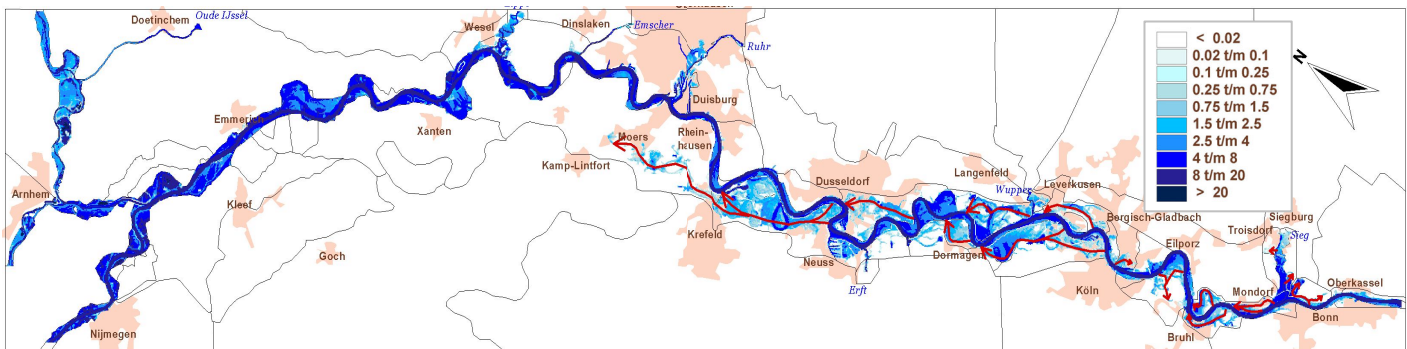 Doetinchem
Oude IJssel
Wesel
Dinslaken
Emscher
Ruhr
< 0.02
0.02 t/m 0.1
0.1 t/m 0.25
0.25 t/m 0.75
0.75 t/m 1.5
1.5 t/m 2.5
2.5 t/m 4
4 t/m 8
8 t/m 20
> 20
N
Emmerich
Xanten
Duisburg
Moers
Rhein-
hausen
Kamp-Lintfort
Arnhem
Kleef
Goch
Nijmegen
Krefeld
Dusseldorf
Neuss
Erft
Langenfeld
Wupper
Leverkusen
Dormagen
Bergisch-Gladbach
Köln
Eilporz
Siegburg
Troisdorf
Sieg
Mondorf
Oberkassel
Bonn
Bruhl